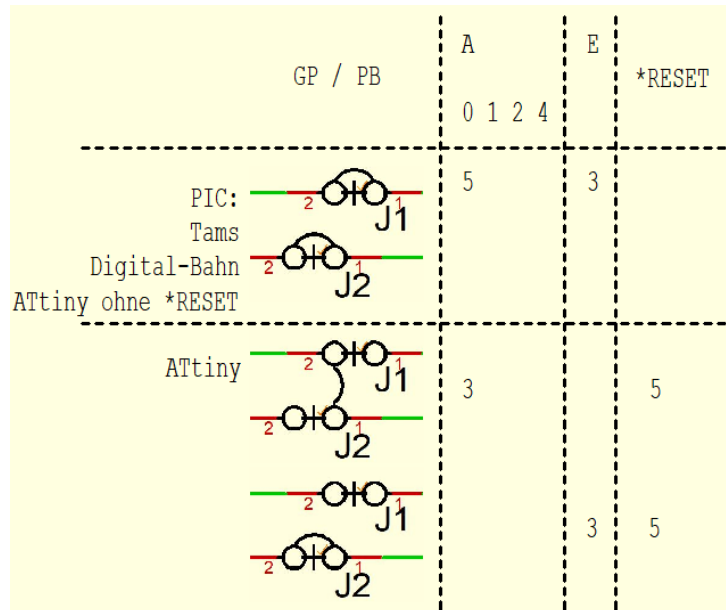 A E
GP / PB *RESET
0 1 2 4
5 3
2 1
PIC: J1
Tams
Digital-Bahn 2 1
J2
ATtiny ohne *RESET
2 1
ATtiny J1
3 5
2 1
J2
2 1
J1
3 5
2 1
J2